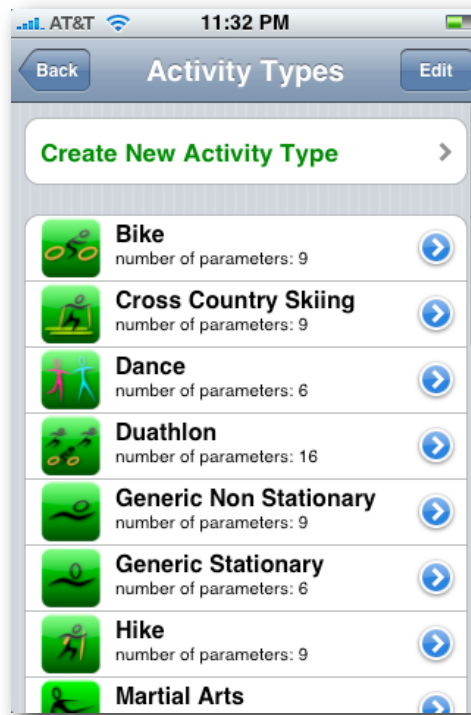 AT&T 11:32 PM
Back Activity Types Edit
Create New Activity Type
Bike
number of parameters: 9
Cross Country Skiing
number of parameters: 9
Dance
number of parameters: 6
Duathlon
number of parameters: 16
Generic Non Stationary
number of parameters: 9
Generic Stationary
number of parameters: 6
Hike
number of parameters: 9
Martial Arts